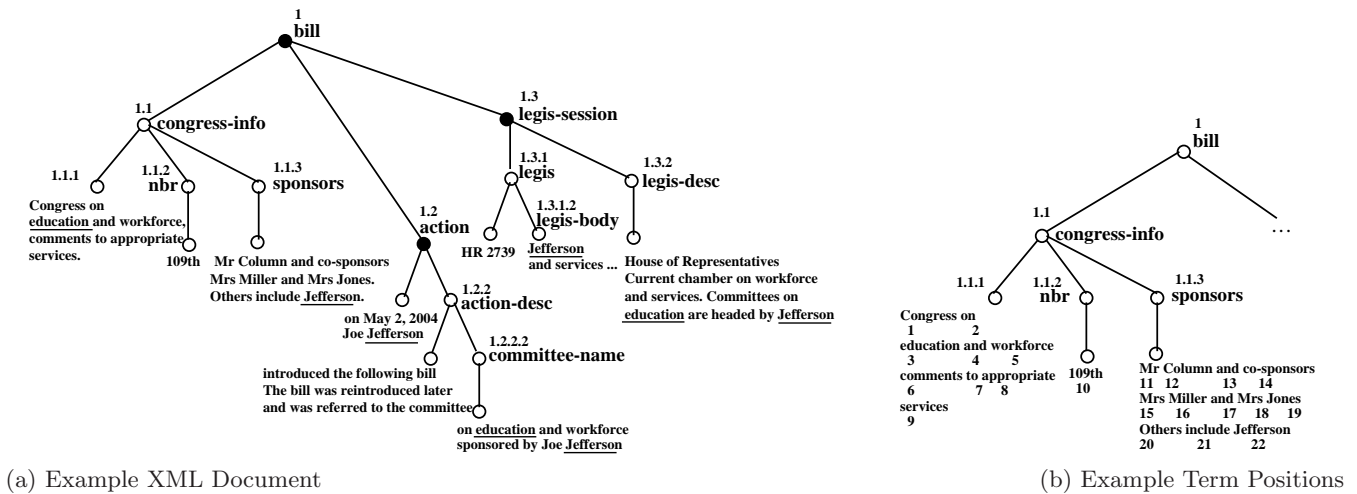 1
bill
1.1
congress-info
1.3
legis-session
1.1.1
1.1.2
nbr
1.1.3
sponsors
1.3.1
legis
1.3.2
legis-desc
Congress on
education and workforce,
comments to appropriate
services.
109th
Mr Column and co-sponsors
Mrs Miller and Mrs Jones.
Others include Jefferson.
1.2
action
1.3.1.2
legis-body
HR 2739
Jefferson
and services ...
House of Representatives
Current chamber on workforce
and services. Committees on
education are headed by Jefferson
1.2.2
action-desc
on May 2, 2004
Joe Jefferson
1.2.2.2
committee-name
introduced the following bill
The bill was reintroduced later
and was referred to the committee
on education and workforce
sponsored by Joe Jefferson
(a) Example XML Document
1
bill
1.1
congress-info
...
1.1.1
1.1.2
nbr
1.1.3
sponsors
Congress on
1 2
education and workforce
3 4 5
comments to appropriate
6 7 8
services
9
109th
10
Mr Column and co-sponsors
11 12 13 14
Mrs Miller and Mrs Jones
15 16 17 18 19
Others include Jefferson
20 21 22
(b) Example Term Positions